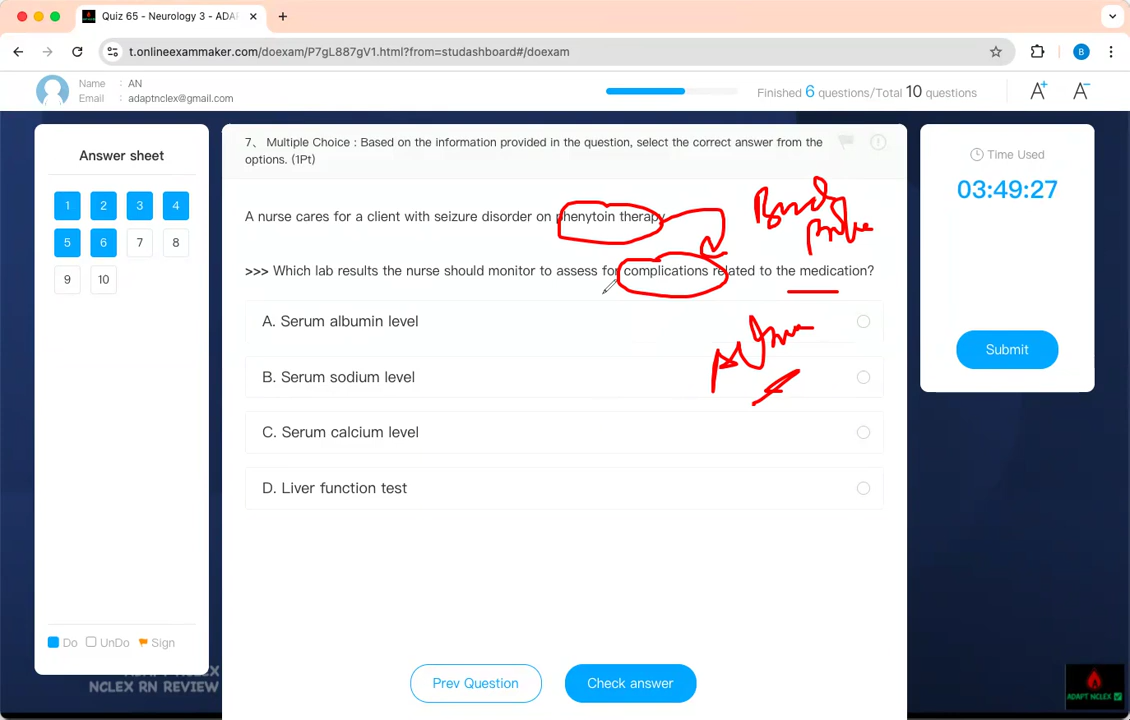 Quiz 65 - Neurology 3 - ADA
t.onlineexammaker.com/doexam/P7gL887gV1.html?from=studashboard#/doexam
B
Name : AN
Email : adaptnclex@gmail.com
Finished 6 questions/Total 10 questions
A+ A-
Answer sheet
1 2 3 4
5 6 7 8
9 10
Do UnDo Sign
7、 Multiple Choice : Based on the information provided in the question, select the correct answer from the
options. (1Pt)
A nurse cares for a client with seizure disorder on phenytoin therapy
>>> Which lab results the nurse should monitor to assess for complications related to the medication?
A. Serum albumin level
B. Serum sodium level
C. Serum calcium level
D. Liver function test
Prev Question Check answer
Time Used
03:49:27
Submit
NCLEX RN REVIEW
ADAPT NCLEX